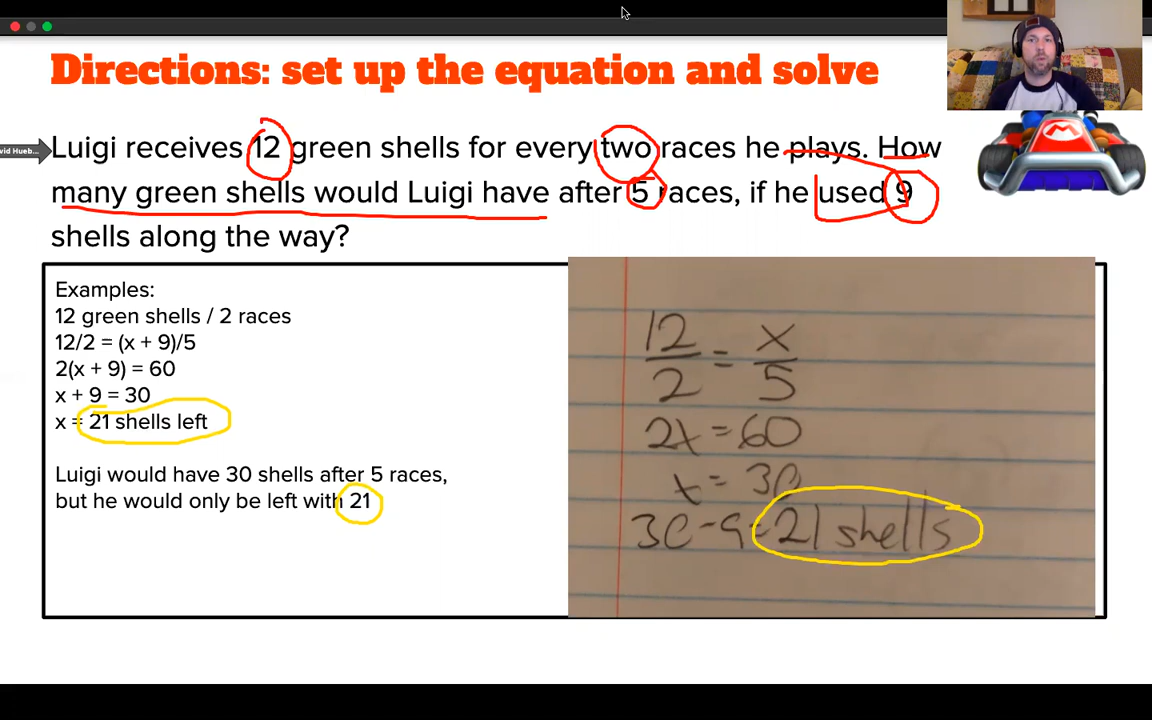 Directions: set up the equation and solve
Luigi receives 12 green shells for every two races he plays. How
many green shells would Luigi have after 5 races, if he used 9
shells along the way?
Examples:
12 green shells / 2 races
12/2 = (x + 9)/5
2(x + 9) = 60
x + 9 = 30
x = 21 shells left
Luigi would have 30 shells after 5 races,
but he would only be left with 21
12/2 = x/5
2x = 60
x = 30
30 - 9 = 21 shells
vid Hueb...
M